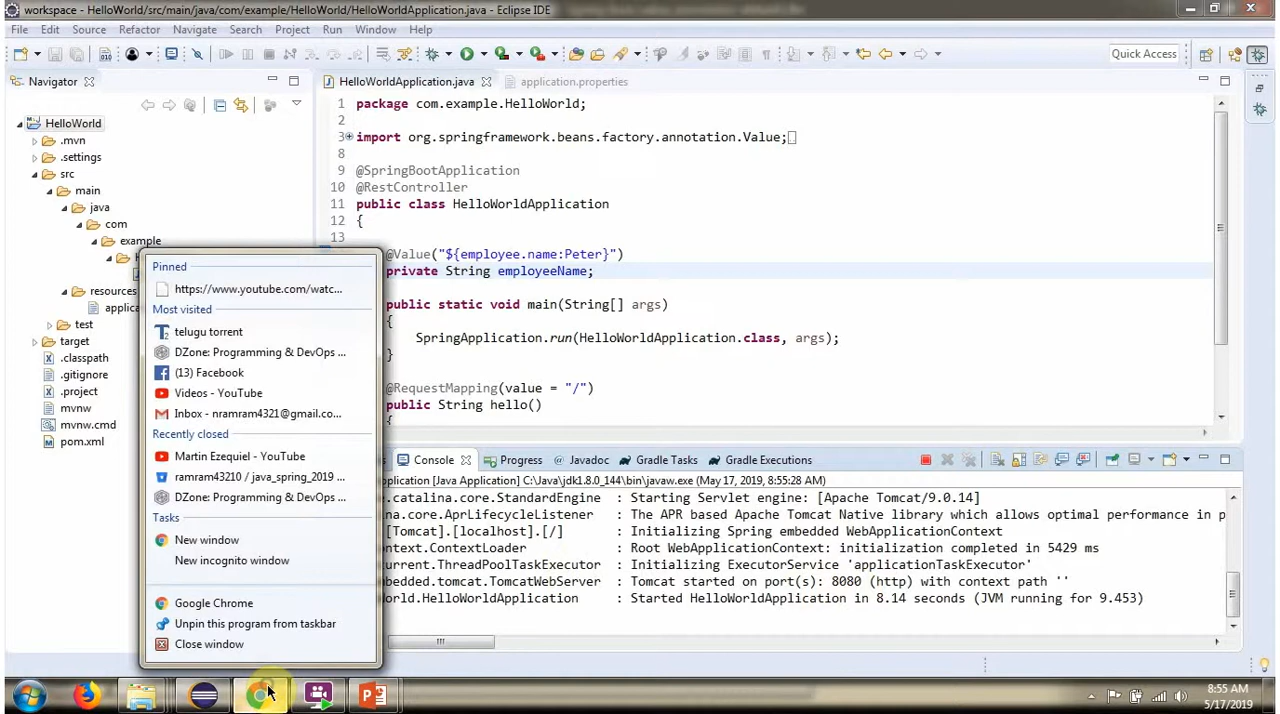 workspace - HelloWorld/src/main/java/com/example/HelloWorld/HelloWorldApplication.java - Eclipse IDE
File Edit Source Refactor Navigate Search Project Run Window Help
Quick Access
Navigator
HelloWorld
.mvn
.settings
src
main
java
com
example
resources
test
target
.classpath
.gitignore
.project
mvnw
mvnw.cmd
pom.xml
HelloWorldApplication.java application.properties
1 package com.example.HelloWorld;
2
3 import org.springframework.beans.factory.annotation.Value;
8
9 @SpringBootApplication
10 @RestController
11 public class HelloWorldApplication
12 {
13
@Value("${employee.name:Peter}")
private String employeeName;
public static void main(String[] args)
{
SpringApplication.run(HelloWorldApplication.class, args);
}
@RequestMapping(value = "/")
public String hello()
{
Pinned
https://www.youtube.com/watc...
Most visited
telugu torrent
DZone: Programming & DevOps ...
(13) Facebook
Videos - YouTube
Inbox - nramram4321@gmail.co...
Recently closed
Martin Ezequiel - YouTube
ramram43210 / java_spring_2019 ...
DZone: Programming & DevOps ...
Tasks
New window
New incognito window
Google Chrome
Unpin this program from taskbar
Close window
Console Progress Javadoc Gradle Tasks Gradle Executions
pplication [Java Application] C:\Java\jdk1.8.0_144\bin\javaw.exe (May 17, 2019, 8:55:28 AM)
catalina.core.StandardEngine : Starting Servlet engine: [Apache Tomcat/9.0.14]
na.core.AprLifecycleListener : The APR based Apache Tomcat Native library which allows optimal performance in p
[Tomcat].[localhost].[/] : Initializing Spring embedded WebApplicationContext
ontext.ContextLoader : Root WebApplicationContext: initialization completed in 5429 ms
current.ThreadPoolTaskExecutor : Initializing ExecutorService 'applicationTaskExecutor'
bedded.tomcat.TomcatWebServer : Tomcat started on port(s): 8080 (http) with context path ''
orld.HelloWorldApplication : Started HelloWorldApplication in 8.14 seconds (JVM running for 9.453)
8:55 AM
5/17/2019